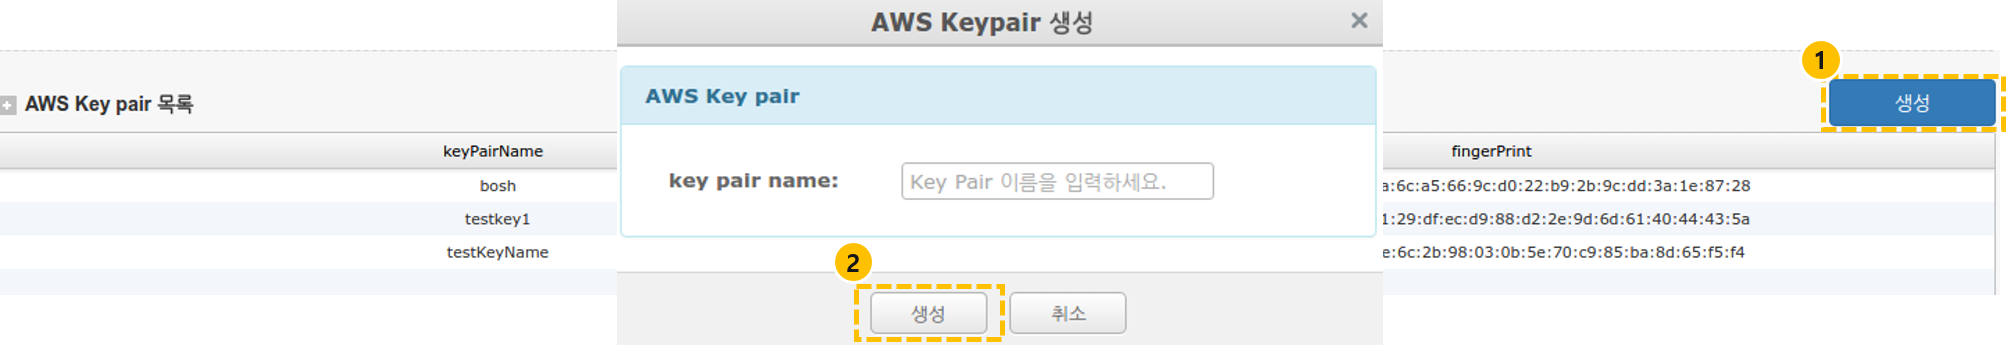 AWS Keypair 생성 ×
1
AWS Key pair 목록
생성
AWS Key pair
keyPairName
fingerPrint
key pair name: Key Pair 이름을 입력하세요.
bosh
a:6c:a5:66:9c:d0:22:b9:2b:9c:dd:3a:1e:87:28
testkey1
1:29:df:ec:d9:88:d2:2e:9d:6d:61:40:44:43:5a
testKeyName
e:6c:2b:98:03:0b:5e:70:c9:85:ba:8d:65:f5:f4
2
생성 취소